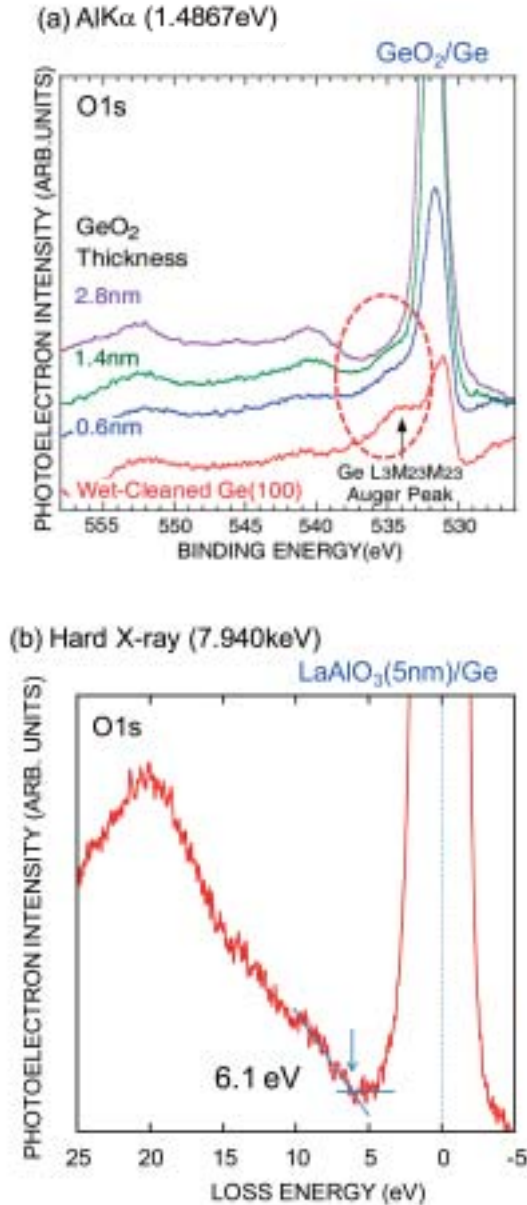 (a) AlKα (1.4867eV)
GeO2/Ge
O1s
GeO2
Thickness
2.8nm
1.4nm
0.6nm
Wet-Cleaned Ge(100)
Ge L3M23M23
Auger Peak
PHOTOELECTRON INTENSITY (ARB.UNITS)
555 550 545 540 535 530
BINDING ENERGY(eV)
(b) Hard X-ray (7.940keV)
LaAlO3(5nm)/Ge
O1s
6.1 eV
PHOTOELECTRON INTENSITY (ARB. UNITS)
25 20 15 10 5 0 -5
LOSS ENERGY (eV)